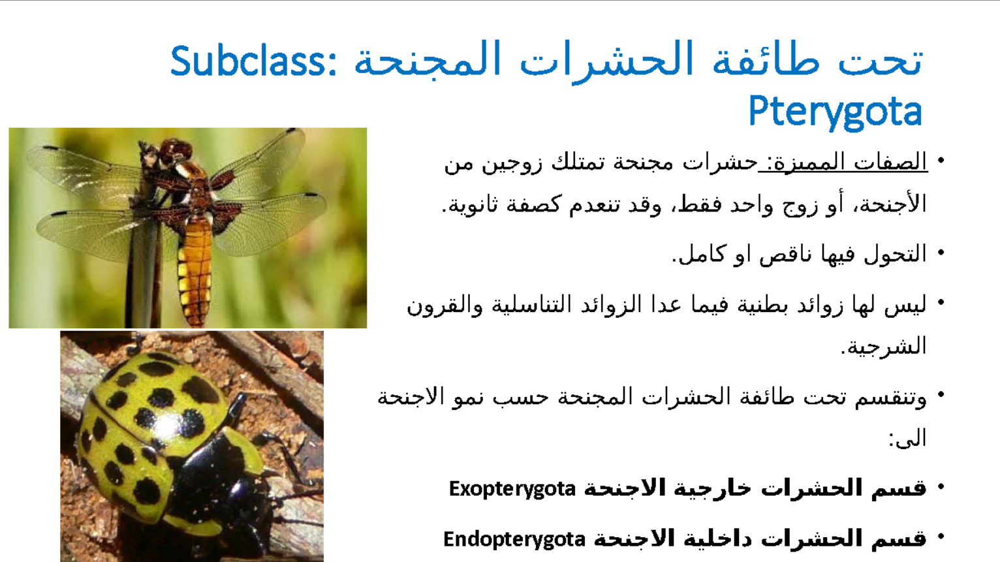 تحت طائفة الحشرات المجنحة Subclass:
Pterygota
• الصفات المميزة: حشرات مجنحة تمتلك زوجين من
الأجنحة، أو زوج واحد فقط، وقد تنعدم كصفة ثانوية.
• التحول فيها ناقص او كامل.
• ليس لها زوائد بطنية فيما عدا الزوائد التناسلية والقرون
الشرجية.
• وتنقسم تحت طائفة الحشرات المجنحة حسب نمو الاجنحة
الى:
• قسم الحشرات خارجية الاجنحة Exopterygota
• قسم الحشرات داخلية الاجنحة Endopterygota